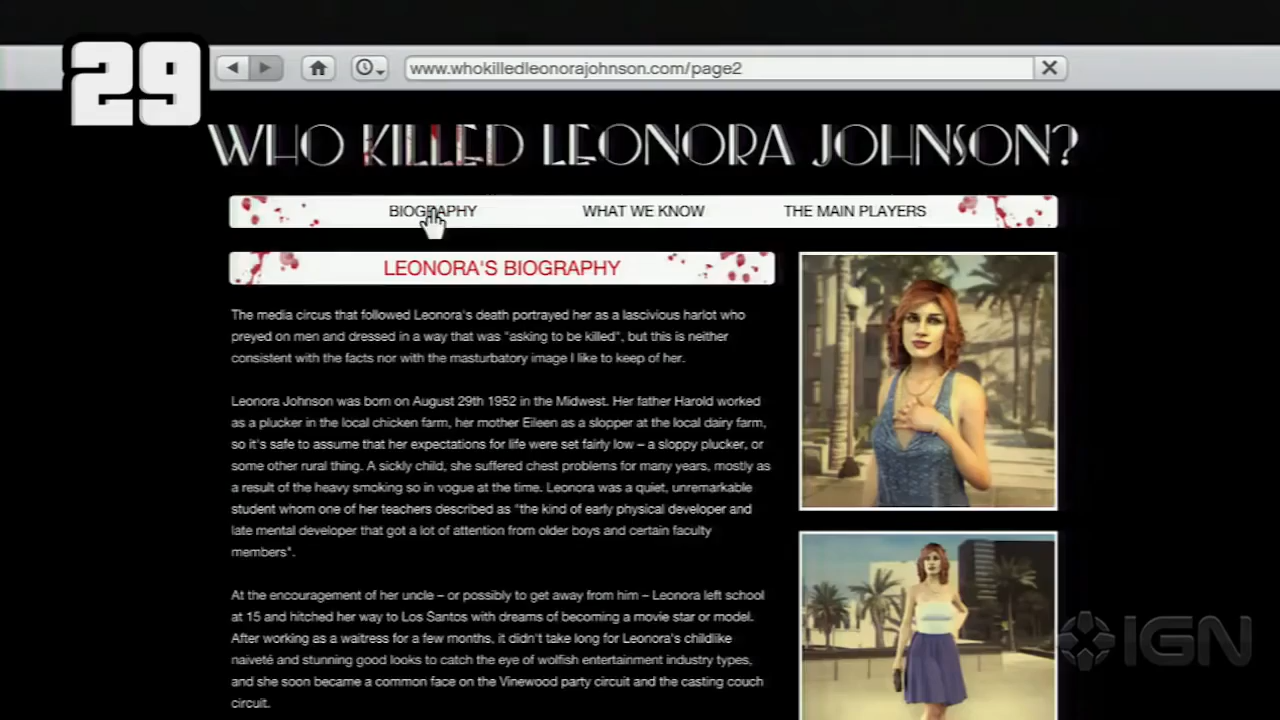 29
www.whokilledleonorajohnson.com/page2
WHO KILLED LEONORA JOHNSON?
BIOGRAPHY WHAT WE KNOW THE MAIN PLAYERS
LEONORA'S BIOGRAPHY
The media circus that followed Leonora's death portrayed her as a lascivious harlot who
preyed on men and dressed in a way that was "asking to be killed", but this is neither
consistent with the facts nor with the masturbatory image I like to keep of her.
Leonora Johnson was born on August 29th 1952 in the Midwest. Her father Harold worked
as a plucker in the local chicken farm, her mother Eileen as a slopper at the local dairy farm,
so it's safe to assume that her expectations for life were set fairly low – a sloppy plucker, or
some other rural thing. A sickly child, she suffered chest problems for many years, mostly as
a result of the heavy smoking so in vogue at the time. Leonora was a quiet, unremarkable
student whom one of her teachers described as "the kind of early physical developer and
late mental developer that got a lot of attention from older boys and certain faculty
members".
At the encouragement of her uncle – or possibly to get away from him – Leonora left school
at 15 and hitched her way to Los Santos with dreams of becoming a movie star or model.
After working as a waitress for a few months, it didn't take long for Leonora's childlike
naiveté and stunning good looks to catch the eye of wolfish entertainment industry types,
and she soon became a common face on the Vinewood party circuit and the casting couch
circuit.
IGN